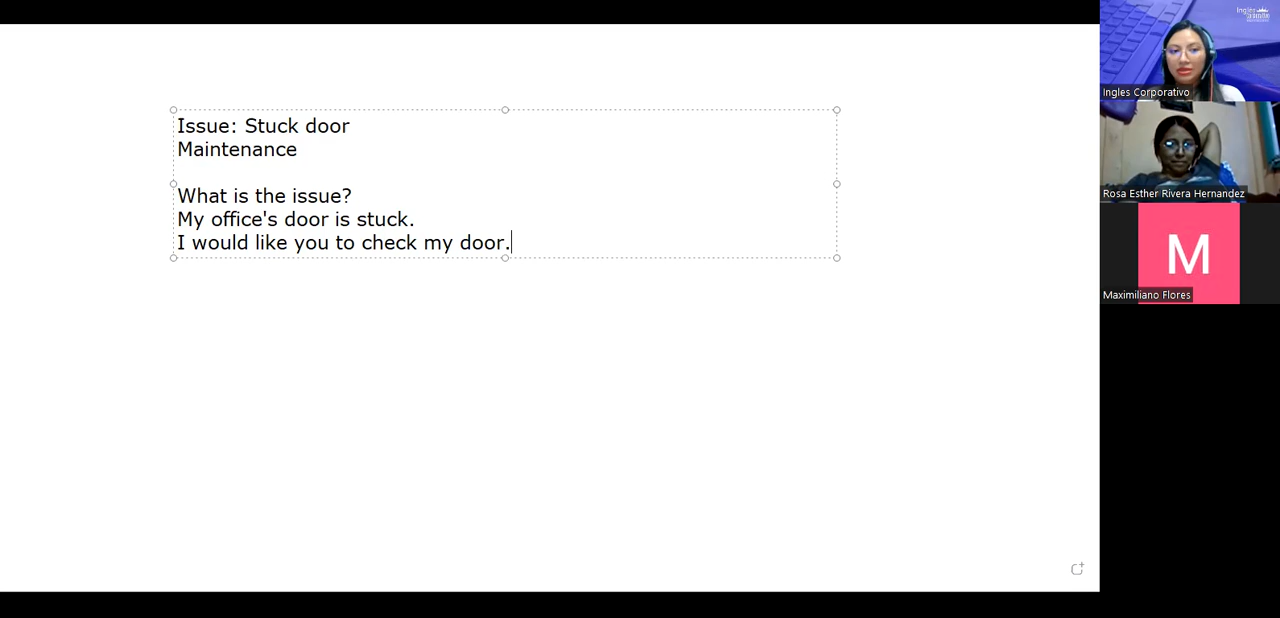 Issue: Stuck door
Maintenance
What is the issue?
My office's door is stuck.
I would like you to check my door.
Ingles Corporativo
Rosa Esther Rivera Hernandez
M
Maximiliano Flores